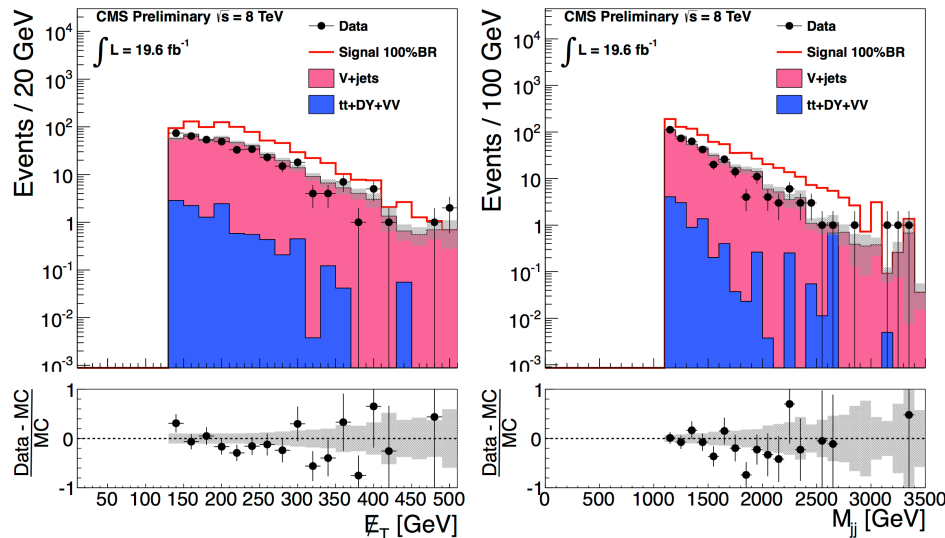 CMS Preliminary √s = 8 TeV
∫ L = 19.6 fb⁻¹
Data
Signal 100%BR
V+jets
tt+DY+VV
Events / 20 GeV
10³
10²
10
1
10⁻¹
10⁻²
10⁻³
Data - MC
MC
1
0
-1
50 100 150 200 250 300 350 400 450 500
E̸_T [GeV]
CMS Preliminary √s = 8 TeV
∫ L = 19.6 fb⁻¹
Data
Signal 100%BR
V+jets
tt+DY+VV
Events / 100 GeV
10³
10²
10
1
10⁻¹
10⁻²
10⁻³
Data - MC
MC
1
0
-1
0 500 1000 1500 2000 2500 3000 3500
M_jj [GeV]